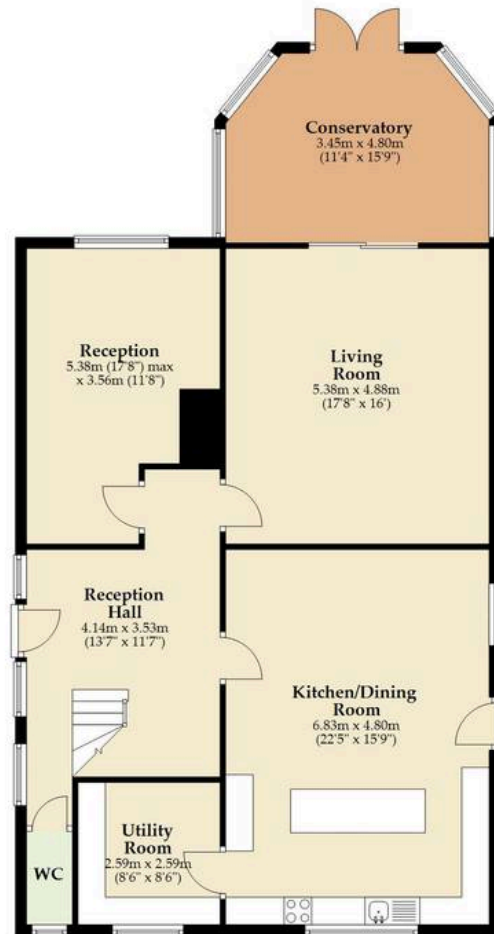 Conservatory
3.45m x 4.80m
(11'4" x 15'9")
Reception
5.38m (17'8") max
x 3.56m (11'8")
Living
Room
5.38m x 4.88m
(17'8" x 16')
Reception
Hall
4.14m x 3.53m
(13'7" x 11'7")
Kitchen/Dining
Room
6.83m x 4.80m
(22'5" x 15'9")
Utility
Room
2.59m x 2.59m
(8'6" x 8'6")
WC